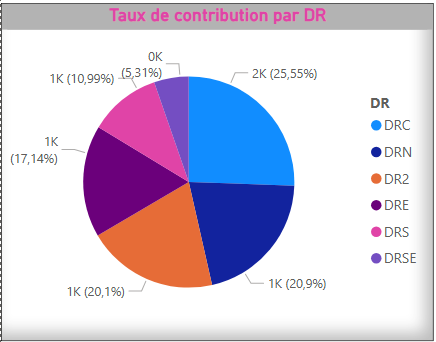 Taux de contribution par DR
0K
(5,31%)
1K (10,99%)
2K (25,55%)
1K
(17,14%)
1K (20,1%)
1K (20,9%)
DR
DRC
DRN
DR2
DRE
DRS
DRSE